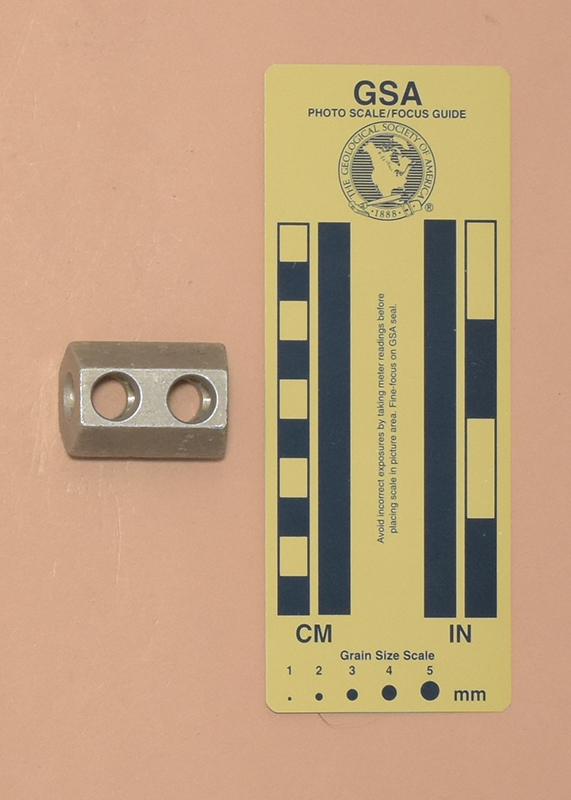 GSA
PHOTO SCALE/FOCUS GUIDE
THE GEOLOGICAL SOCIETY OF AMERICA
·1888·
®
Avoid incorrect exposures by taking meter readings before
placing scale in picture area. Fine-focus on GSA seal.
CM IN
Grain Size Scale
1 2 3 4 5
mm